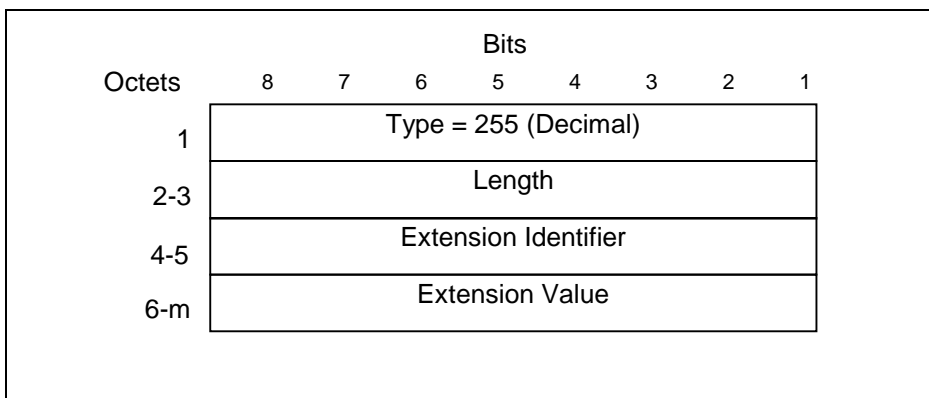 Bits
Octets 8 7 6 5 4 3 2 1
1 Type = 255 (Decimal)
2-3 Length
4-5 Extension Identifier
6-m Extension Value